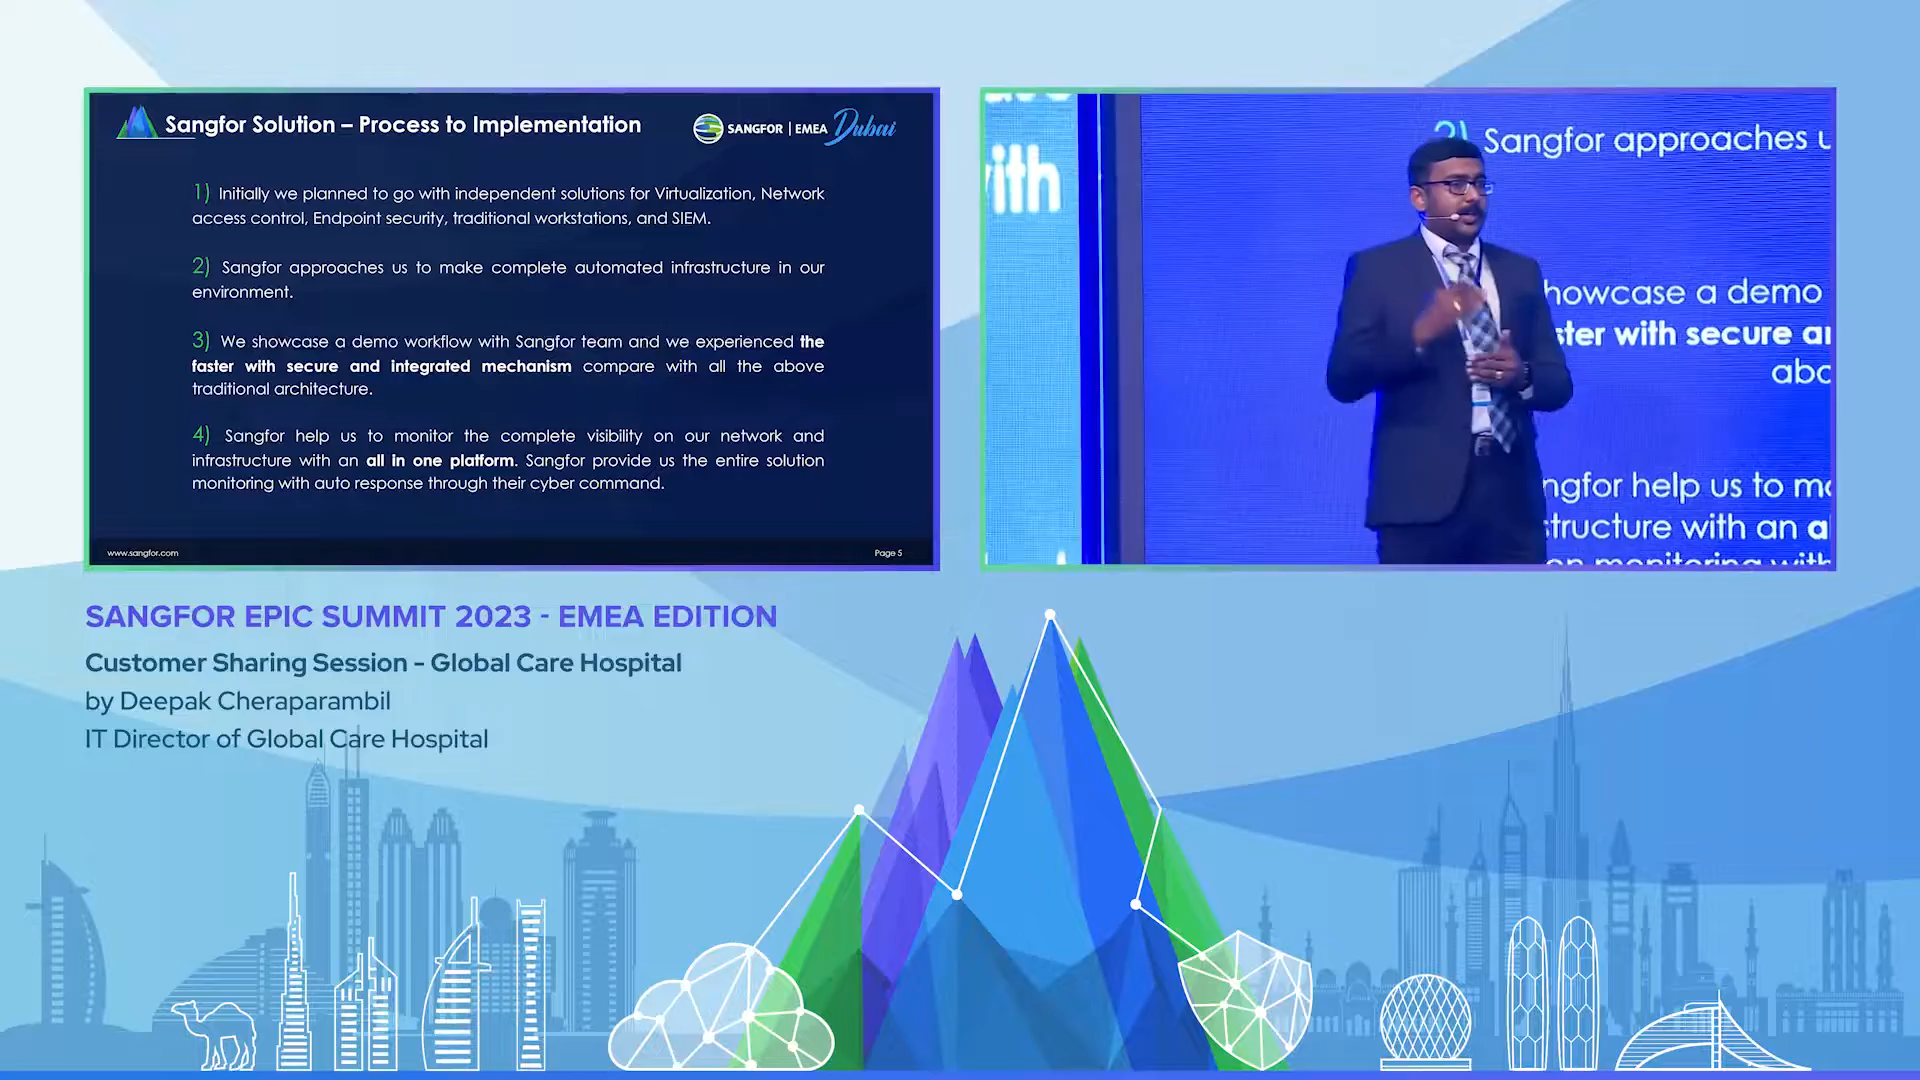 Sangfor Solution – Process to Implementation
SANGFOR | EMEA Dubai
1) Initially we planned to go with independent solutions for Virtualization, Network
access control, Endpoint security, traditional workstations, and SIEM.
2) Sangfor approaches us to make complete automated infrastructure in our
environment.
3) We showcase a demo workflow with Sangfor team and we experienced the
faster with secure and integrated mechanism compare with all the above
traditional architecture.
4) Sangfor help us to monitor the complete visibility on our network and
infrastructure with an all in one platform. Sangfor provide us the entire solution
monitoring with auto response through their cyber command.
www.sangfor.com
Page 5
ith
2) Sangfor approaches u
howcase a demo
ster with secure ar
abo
ngfor help us to mo
structure with an a
on monitoring with
SANGFOR EPIC SUMMIT 2023 - EMEA EDITION
Customer Sharing Session - Global Care Hospital
by Deepak Cheraparambil
IT Director of Global Care Hospital